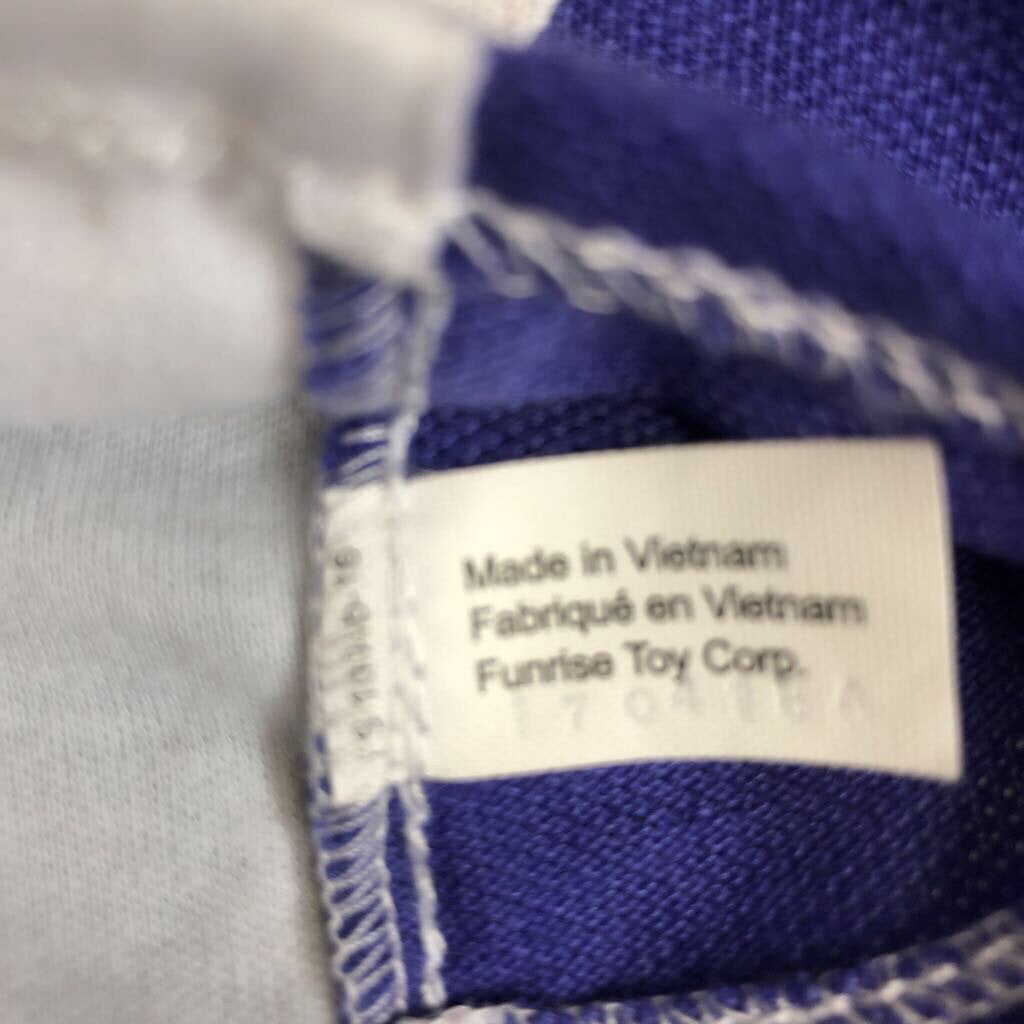 Made in Vietnam
Fabriqué en Vietnam
Funrise Toy Corp.